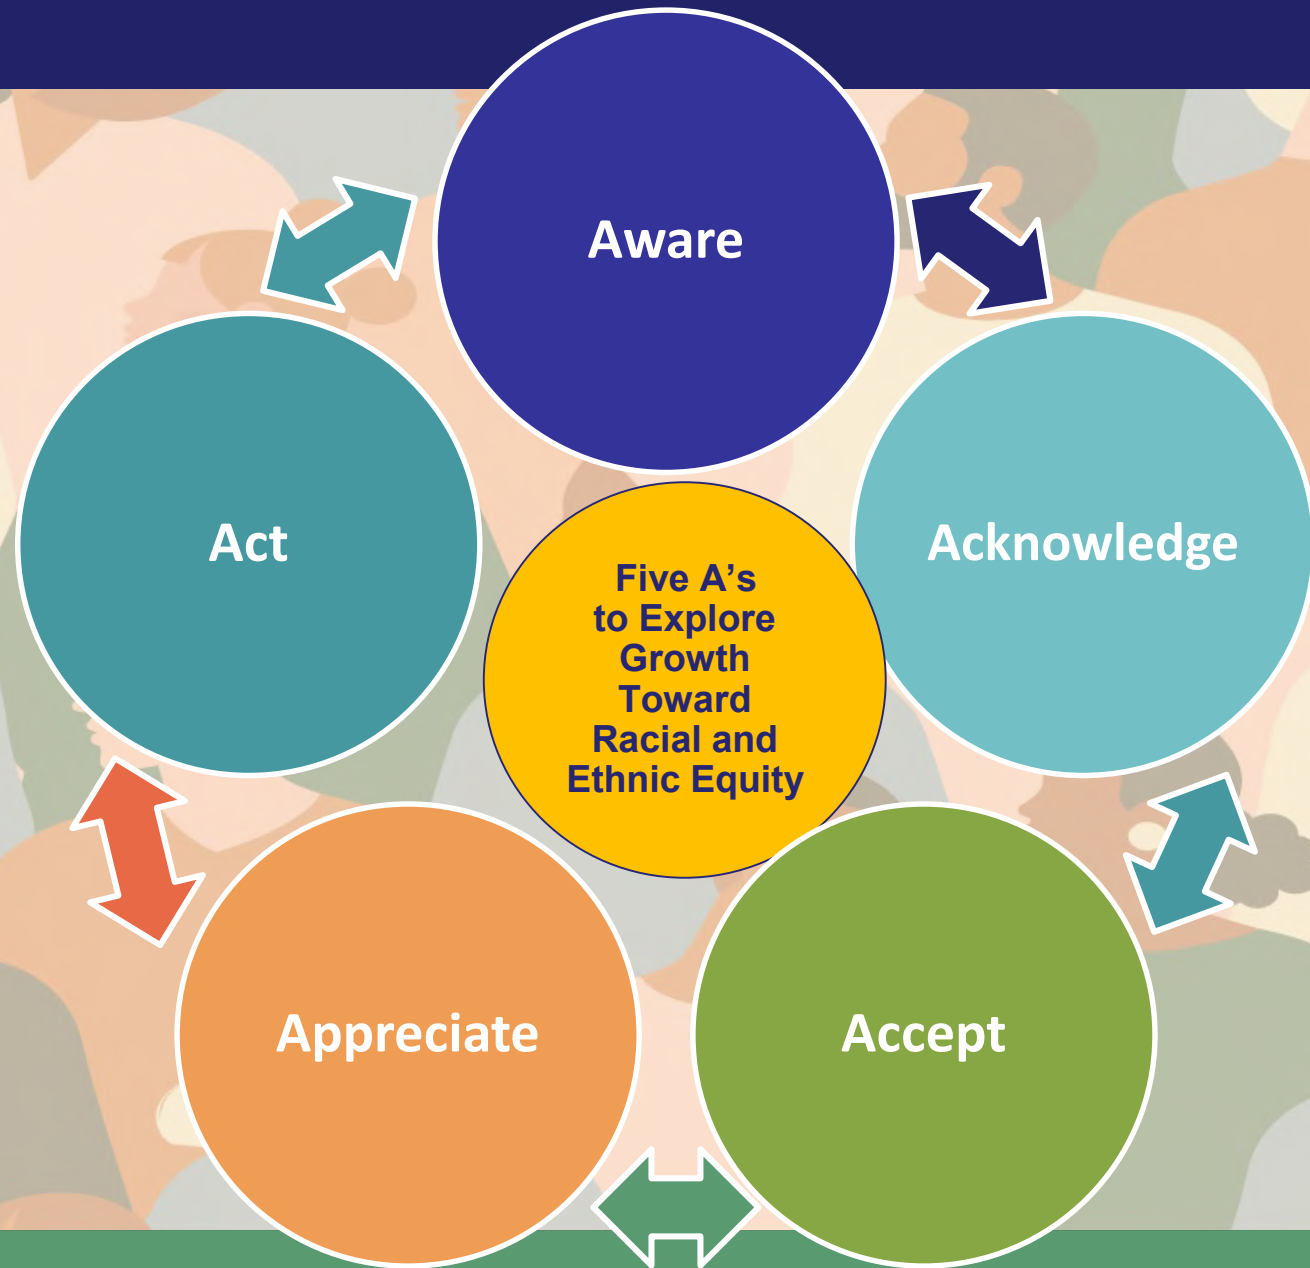 Aware
Acknowledge
Accept
Appreciate
Act
Five A’s
to Explore
Growth
Toward
Racial and
Ethnic Equity